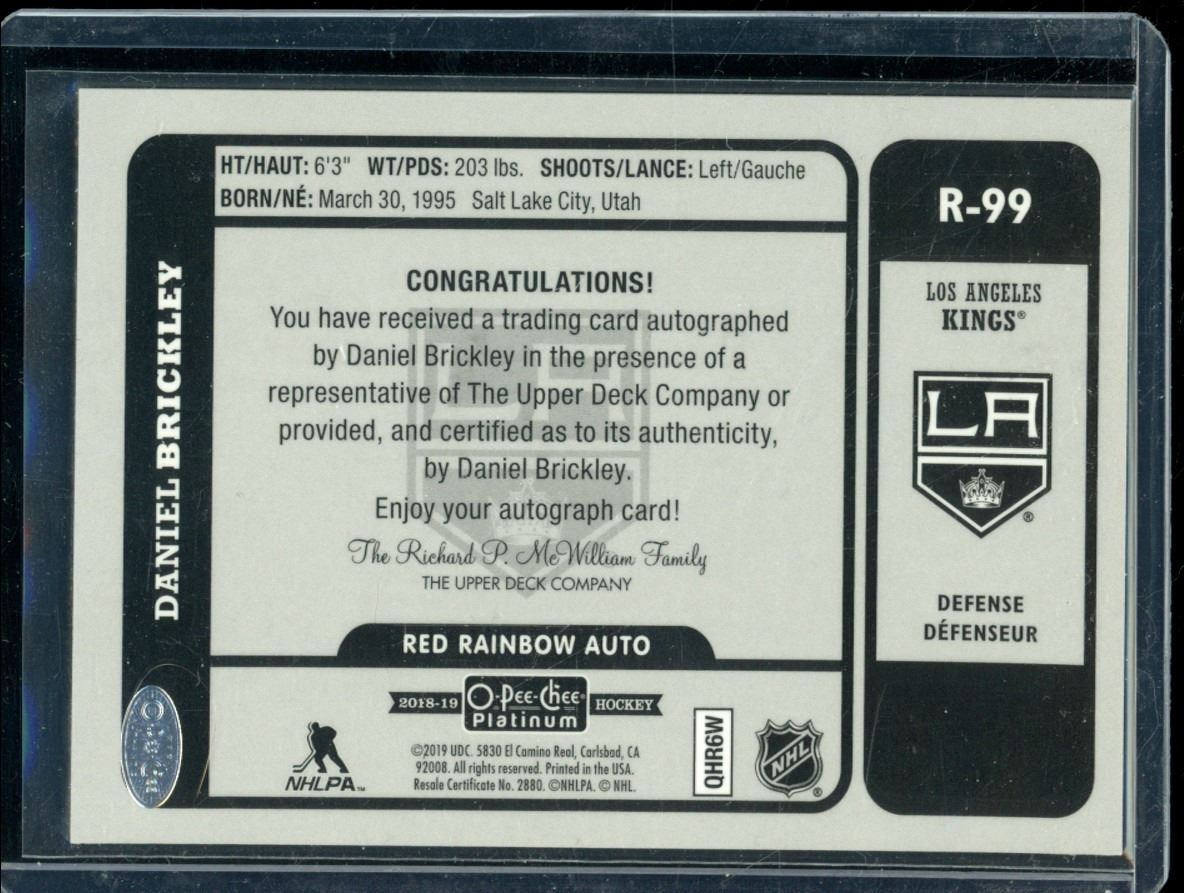 HT/HAUT: 6'3" WT/PDS: 203 lbs. SHOOTS/LANCE: Left/Gauche
BORN/NÉ: March 30, 1995 Salt Lake City, Utah
DANIEL BRICKLEY
CONGRATULATIONS!
You have received a trading card autographed
by Daniel Brickley in the presence of a
representative of The Upper Deck Company or
provided, and certified as to its authenticity,
by Daniel Brickley.
Enjoy your autograph card!
The Richard P. McWilliam Family
THE UPPER DECK COMPANY
RED RAINBOW AUTO
2018-19 O-Pee-Chee® HOCKEY
Platinum
NHLPA™
©2019 UDC. 5830 El Camino Real, Carlsbad, CA
92008. All rights reserved. Printed in the USA.
Resale Certificate No. 2880. ©NHLPA. © NHL.
QHR6W
NHL®
R-99
LOS ANGELES
KINGS®
LA
®
DEFENSE
DÉFENSEUR